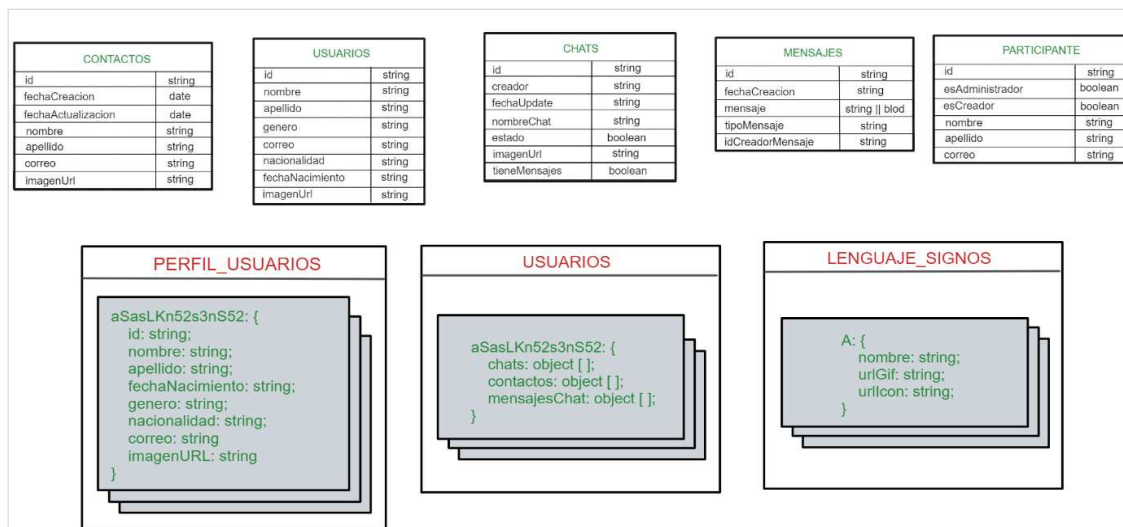 CONTACTOS
id string
fechaCreacion date
fechaActualizacion date
nombre string
apellido string
correo string
imagenUrl string
USUARIOS
id string
nombre string
apellido string
genero string
correo string
nacionalidad string
fechaNacimiento string
imagenUrl string
CHATS
id string
creador string
fechaUpdate string
nombreChat string
estado boolean
imagenUrl string
tieneMensajes boolean
MENSAJES
id string
fechaCreacion string
mensaje string || blod
tipoMensaje string
idCreadorMensaje string
PARTICIPANTE
id string
esAdministrador boolean
esCreador boolean
nombre string
apellido string
correo string
PERFIL_USUARIOS
aSasLKn52s3nS52: {
id: string;
nombre: string;
apellido: string;
fechaNacimiento: string;
genero: string;
nacionalidad: string;
correo: string
imagenURL: string
}
USUARIOS
aSasLKn52s3nS52: {
chats: object [ ];
contactos: object [ ];
mensajesChat: object [ ];
}
LENGUAJE_SIGNOS
A: {
nombre: string;
urlGif: string;
urlIcon: string;
}